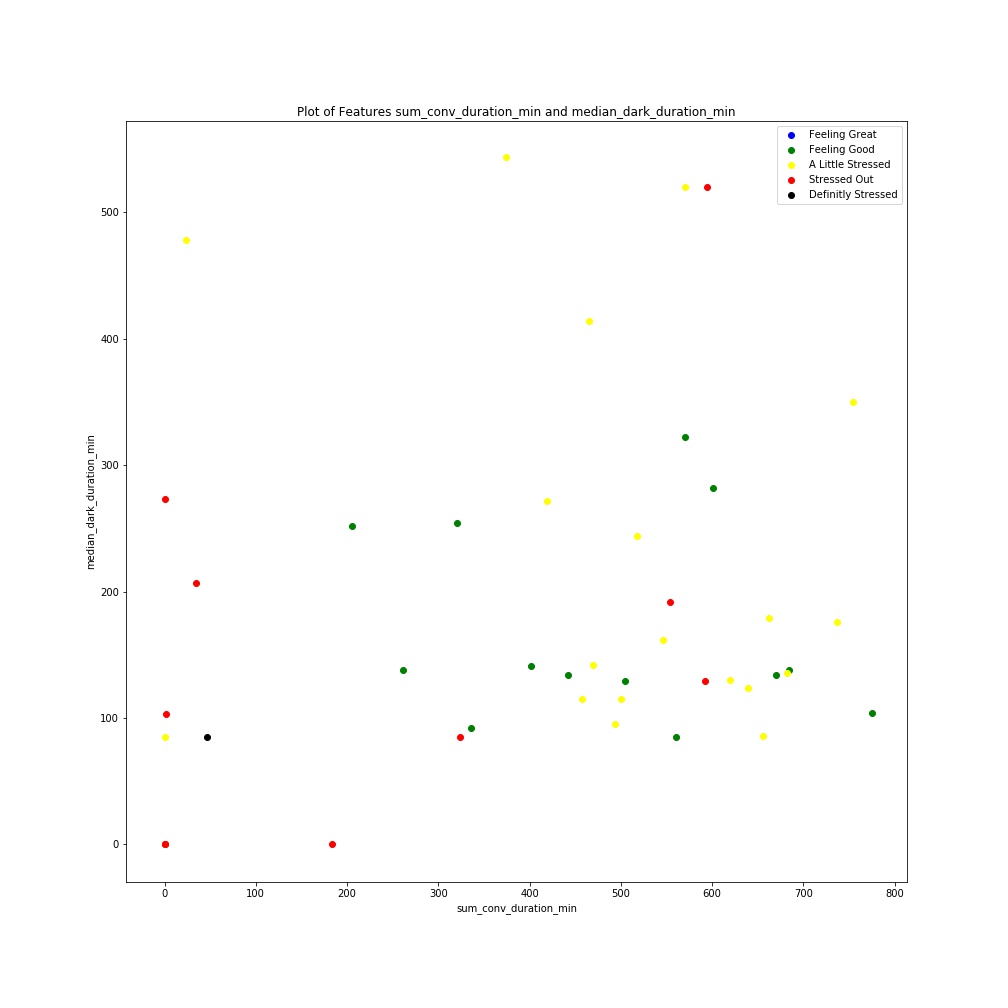 Plot of Features sum_conv_duration_min and median_dark_duration_min
Feeling Great
Feeling Good
A Little Stressed
Stressed Out
Definitly Stressed
500
400
300
200
100
0
median_dark_duration_min
0 100 200 300 400 500 600 700 800
sum_conv_duration_min